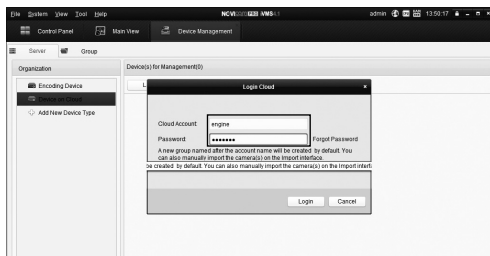 File System View Tool Help
admin 13:50:17
Control Panel Main View Device Management
Server Group
Organization
Device(s) for Management(0)
Encoding Device
Add New Device Type
Login Cloud
Cloud Account: engine
Password: •••••••
Forgot Password
A new group named after the account name will be created by default. You
can also manually import the camera(s) on the Import interface.
be created by default. You can also manually import the camera(s) on the Import interfa
Login Cancel